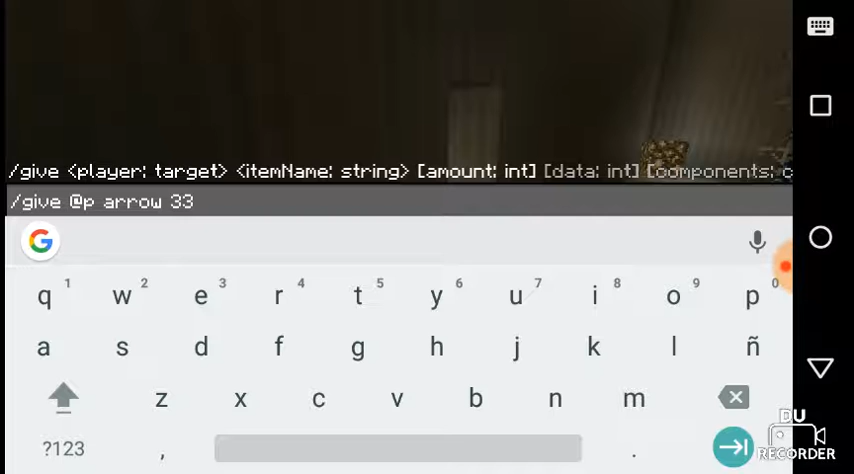 /give <player: target> <itemName: string> [amount: int] [data: int] [components: c
/give @p arrow 33
G
q 1 w 2 e 3 r 4 t 5 y 6 u 7 i 8 o 9 p 0
a s d f g h j k l ñ
z x c v b n m
?123 , .
DU
RECORDER